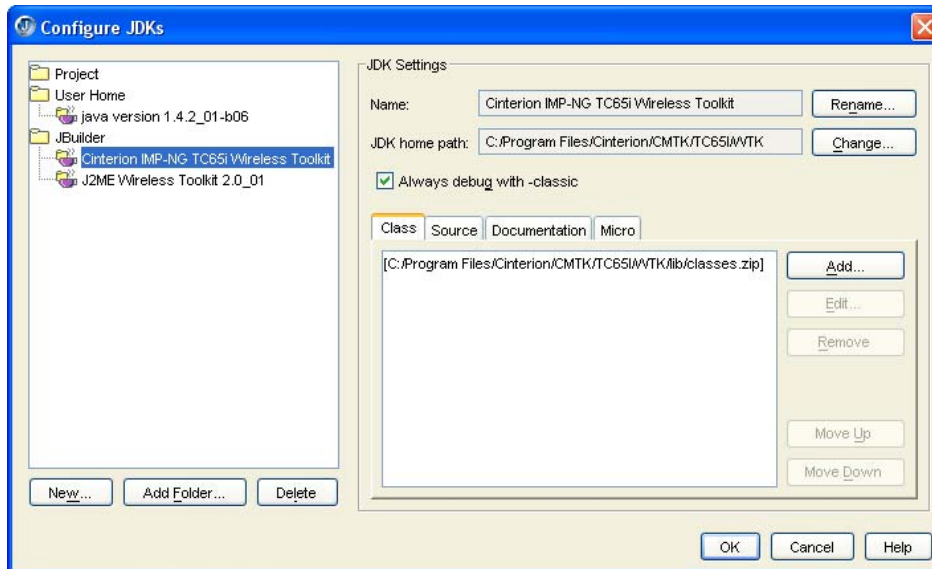 Configure JDKs
Project
User Home
java version 1.4.2_01-b06
JBuilder
Cinterion IMP-NG TC65i Wireless Toolkit
J2ME Wireless Toolkit 2.0_01
New...
Add Folder...
Delete
JDK Settings
Name:
Cinterion IMP-NG TC65i Wireless Toolkit
Rename...
JDK home path:
C:/Program Files/Cinterion/CMTK/TC65I/WTK
Change...
Always debug with -classic
Class
Source
Documentation
Micro
[C:/Program Files/Cinterion/CMTK/TC65I/WTK/lib/classes.zip]
Add...
Edit...
Remove
Move Up
Move Down
OK
Cancel
Help